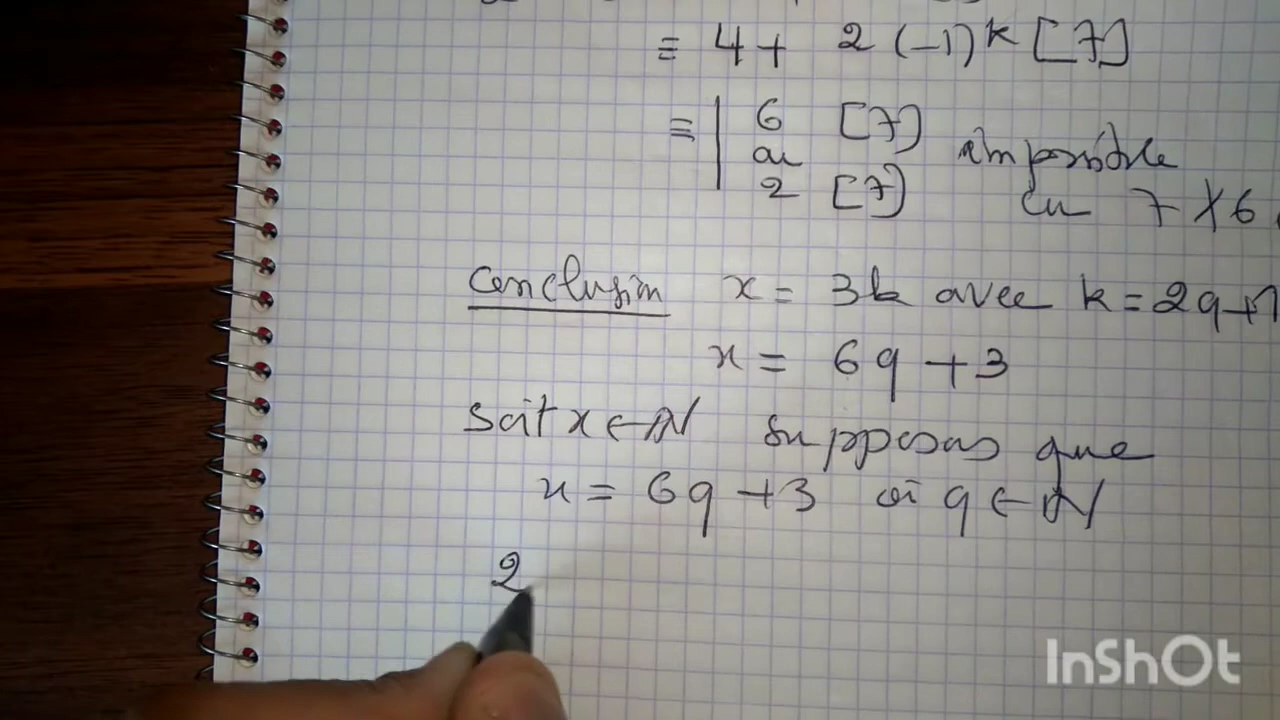 ≡ 4 + 2 (-1)^k [7]
≡ | 6 [7]
ou
2 [7]
impossible
car 7 ∤ 6
Conclusion x = 3k avec k = 2q+1
x = 6q + 3
Soit x ∈ ℕ supposons que
x = 6q + 3 où q ∈ ℕ
2
InShOt